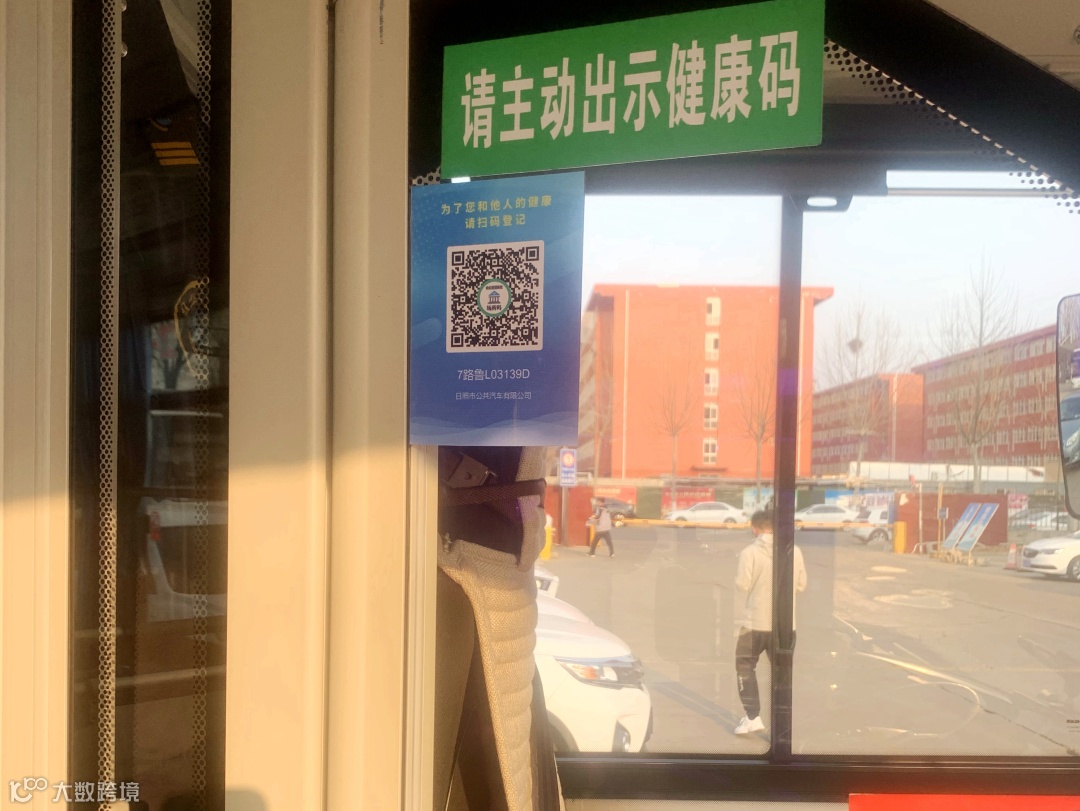 请主动出示健康码
为了您和他人的健康
请扫码登记
7路鲁L03139D
日照市公共汽车有限公司
大数跨境